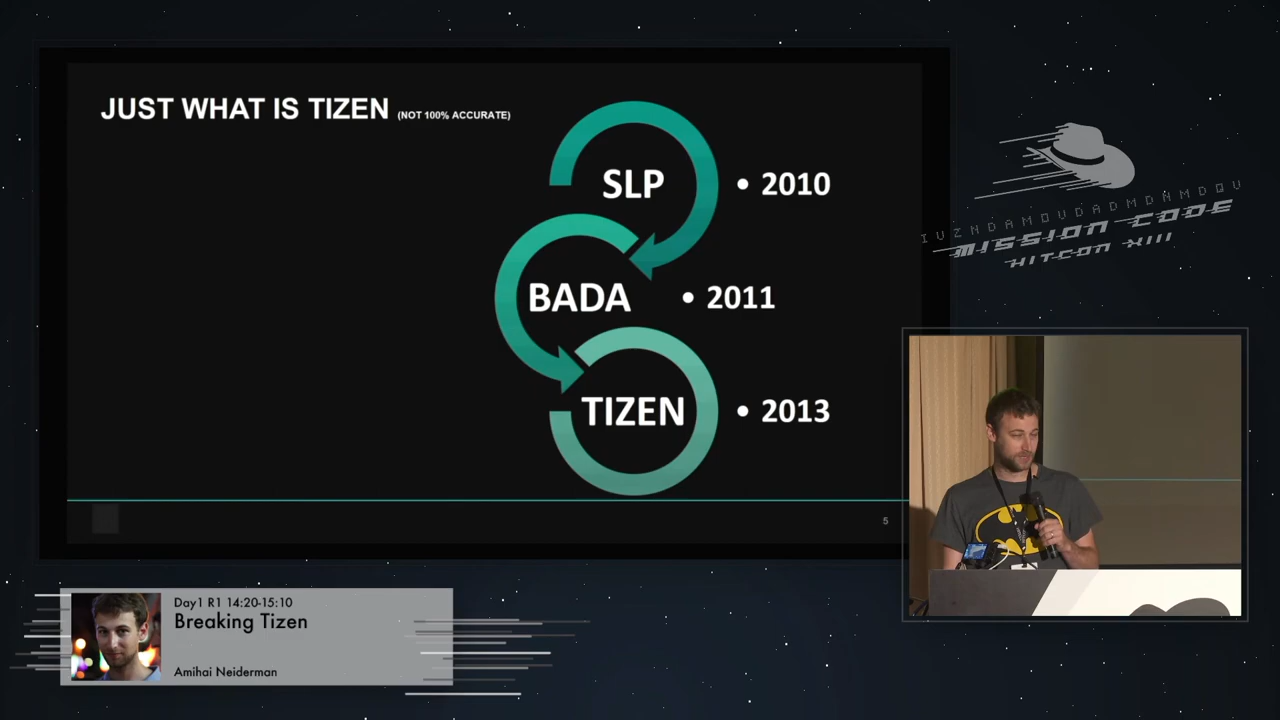 JUST WHAT IS TIZEN (NOT 100% ACCURATE)
SLP
• 2010
BADA
• 2011
TIZEN
• 2013
5
IVZNDAMOVDADMDNMDQV
MISSION CODE
HITCON XIII
Day1 R1 14:20-15:10
Breaking Tizen
Amihai Neiderman